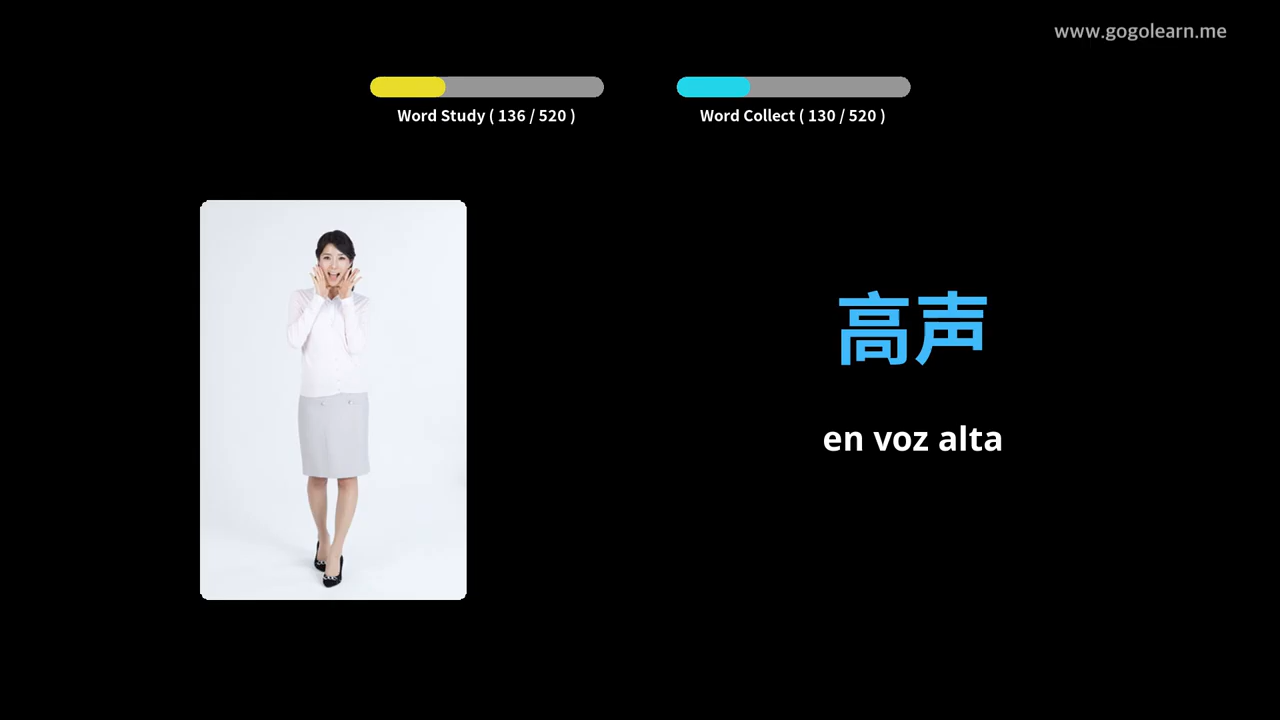 www.gogolearn.me
Word Study ( 136 / 520 )
Word Collect ( 130 / 520 )
高声
en voz alta